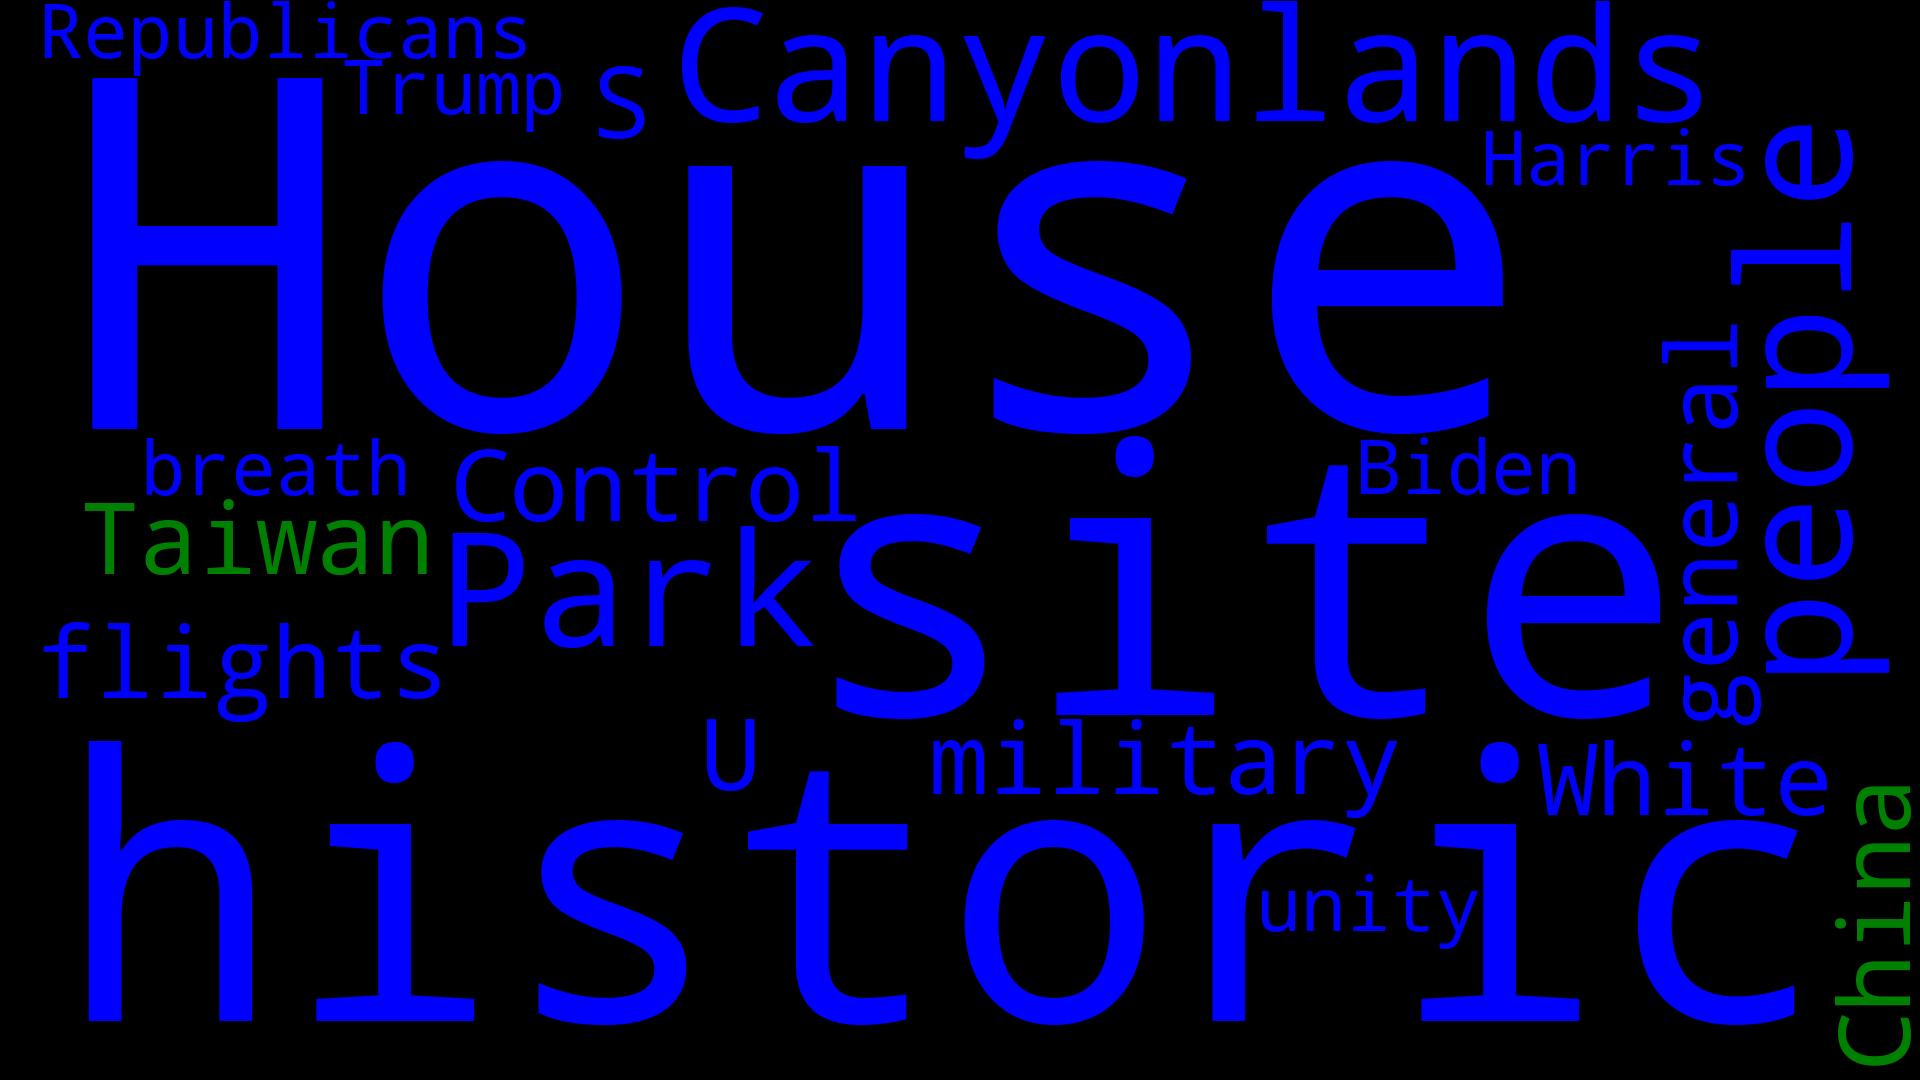 Republicans
Trump
S
Canyonlands
Harris
House
people
general
breath
Control
Biden
Taiwan
Park
site
flights
U
military
White
historic
unity
China